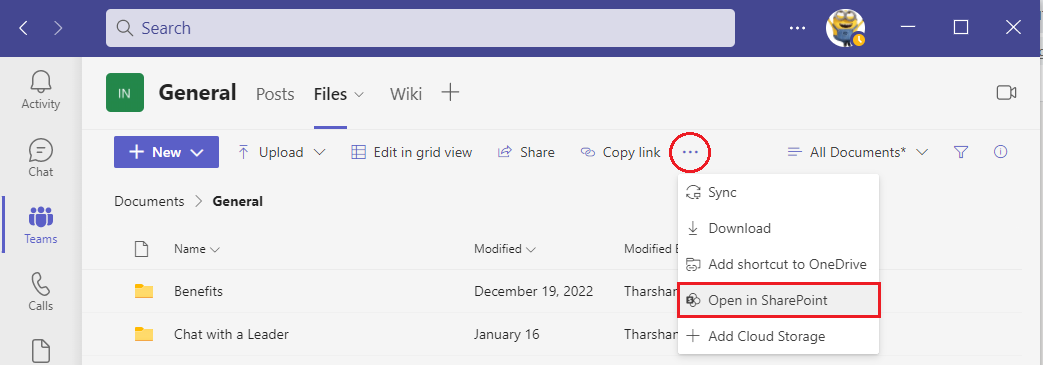 Search
Activity
IN
General
Posts
Files
Wiki
Chat
New
Upload
Edit in grid view
Share
Copy link
All Documents*
Documents > General
Sync
Download
Add shortcut to OneDrive
Open in SharePoint
Add Cloud Storage
Teams
Name
Modified
Modified
Benefits
December 19, 2022
Tharshan
Calls
Chat with a Leader
January 16
Tharshan